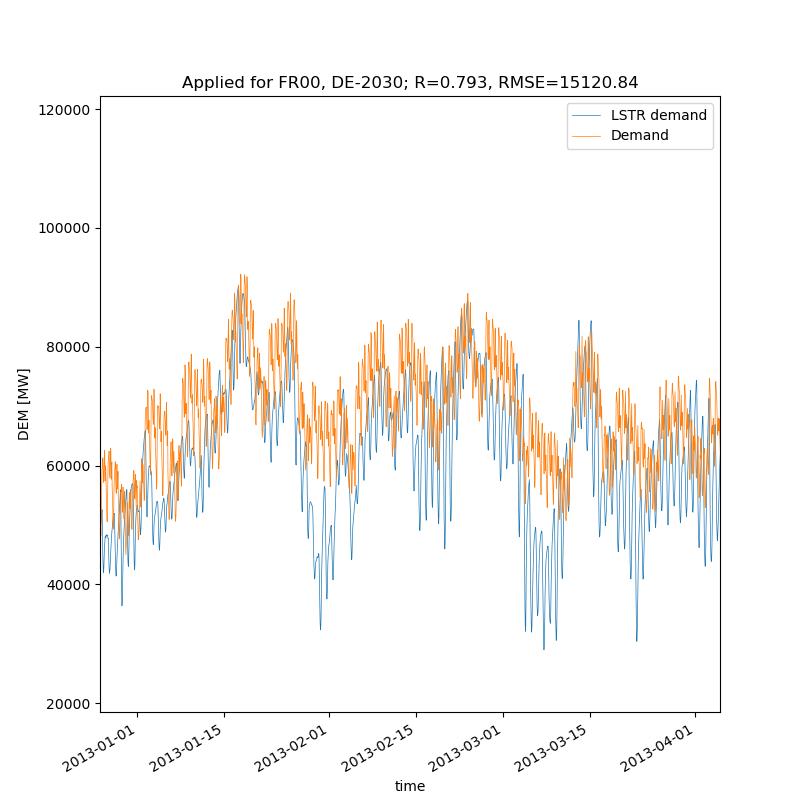 Applied for FR00, DE-2030; R=0.793, RMSE=15120.84
LSTR demand
Demand
120000
100000
80000
60000
40000
20000
DEM [MW]
2013-01-01
2013-01-15
2013-02-01
2013-02-15
2013-03-01
2013-03-15
2013-04-01
time